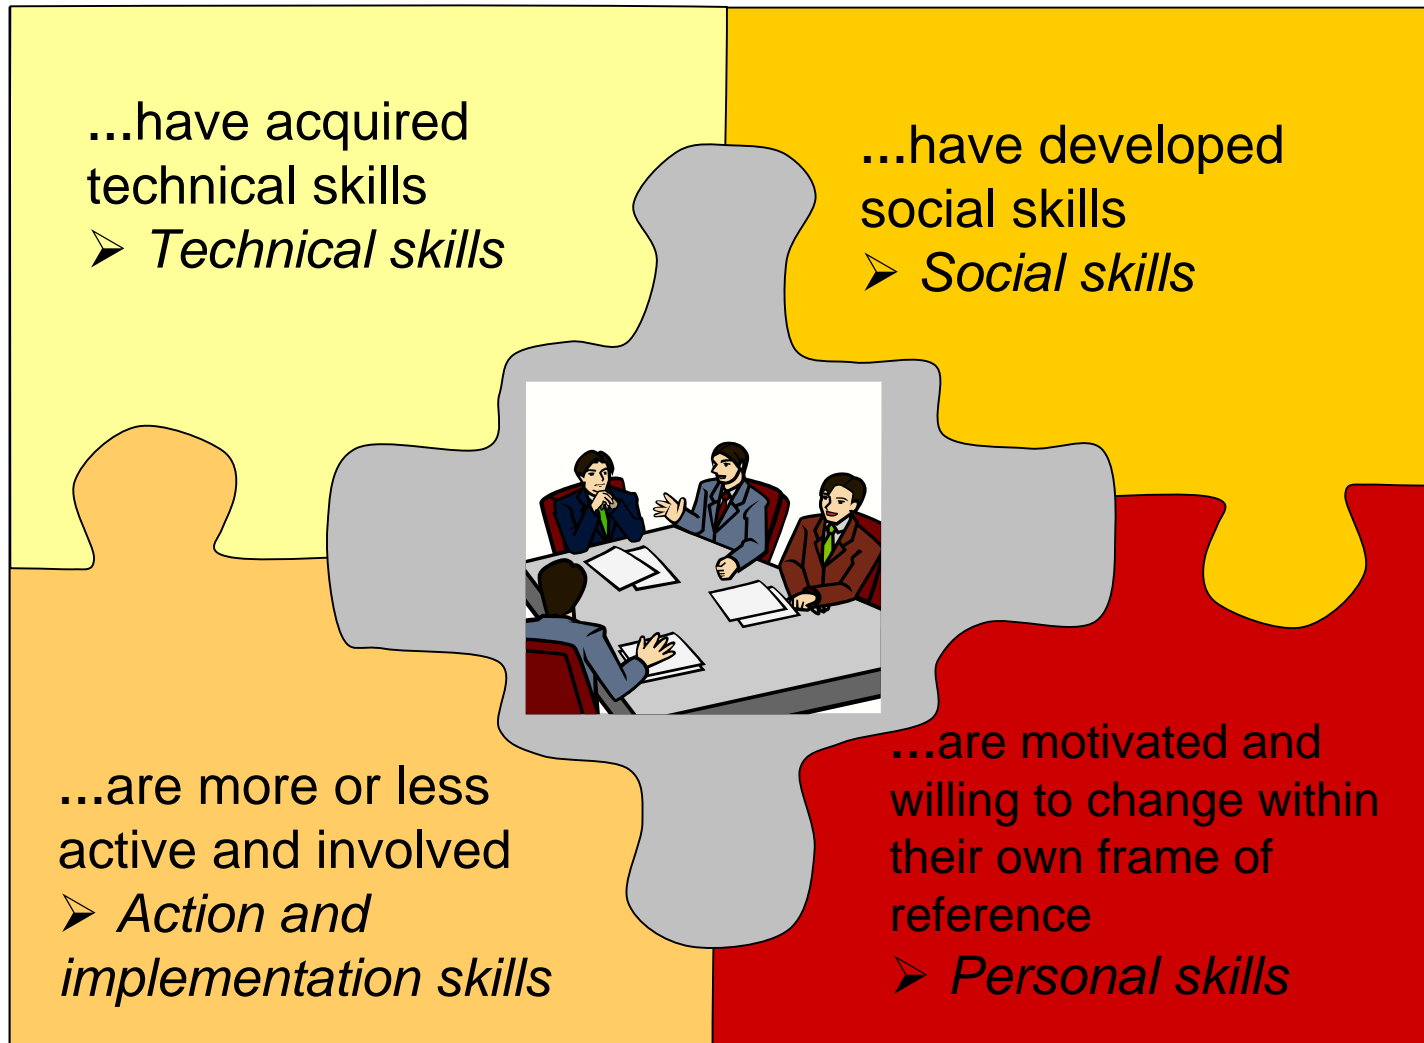 ...have acquired
technical skills
➢ Technical skills
...have developed
social skills
➢ Social skills
...are more or less
active and involved
➢ Action and
implementation skills
...are motivated and
willing to change within
their own frame of
reference
➢ Personal skills